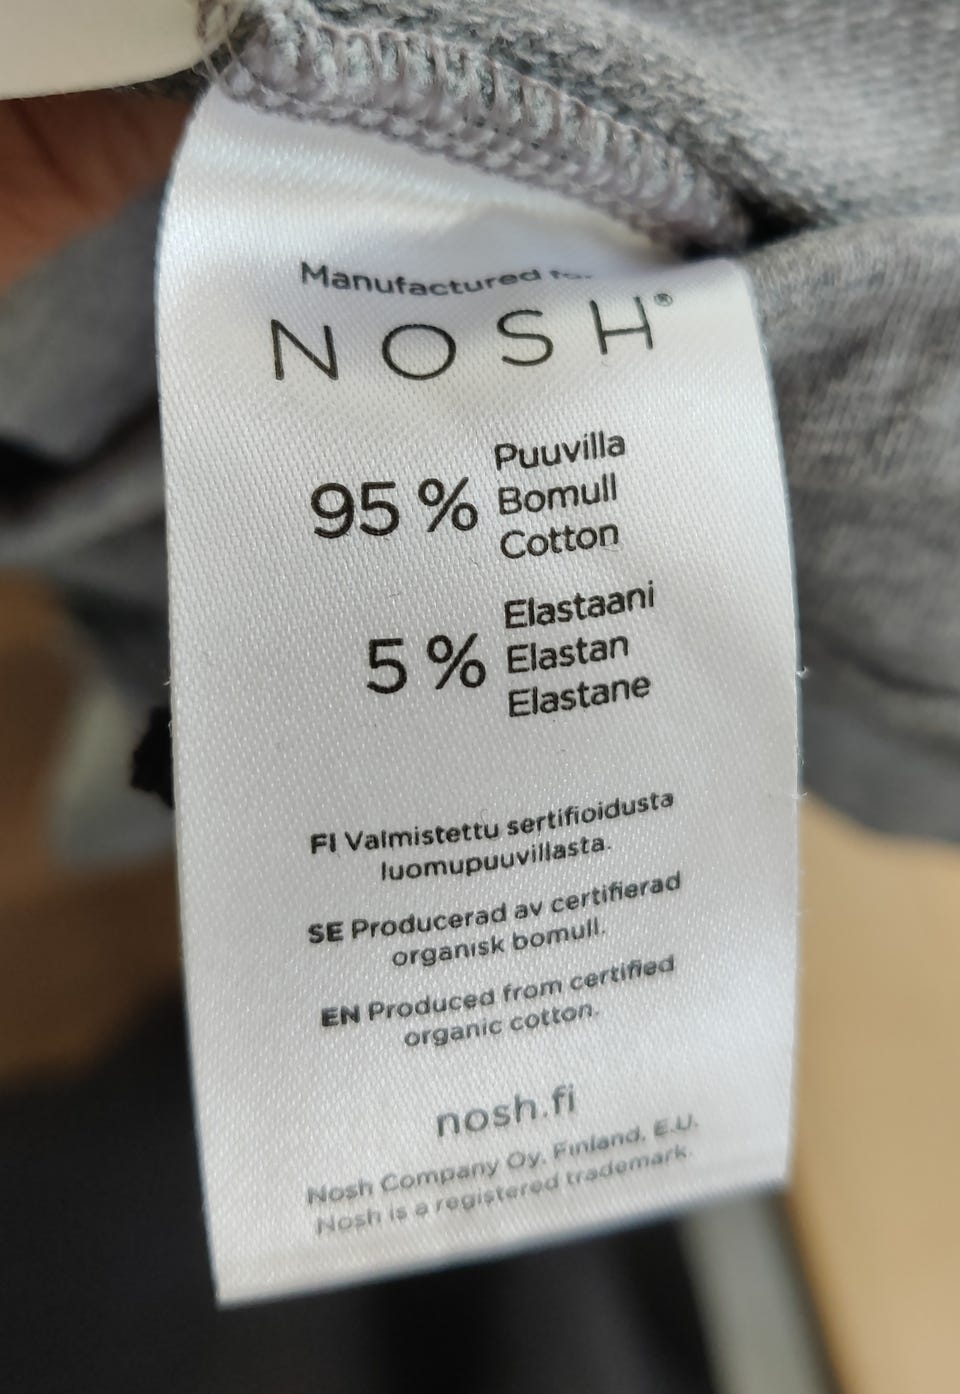 Manufactured for
NOSH®
95 % Puuvilla
Bomull
Cotton
5 % Elastaani
Elastan
Elastane
FI Valmistettu sertifioidusta
luomupuuvillasta.
SE Producerad av certifierad
organisk bomull.
EN Produced from certified
organic cotton.
nosh.fi
Nosh Company Oy. Finland, E.U.
Nosh is a registered trademark.